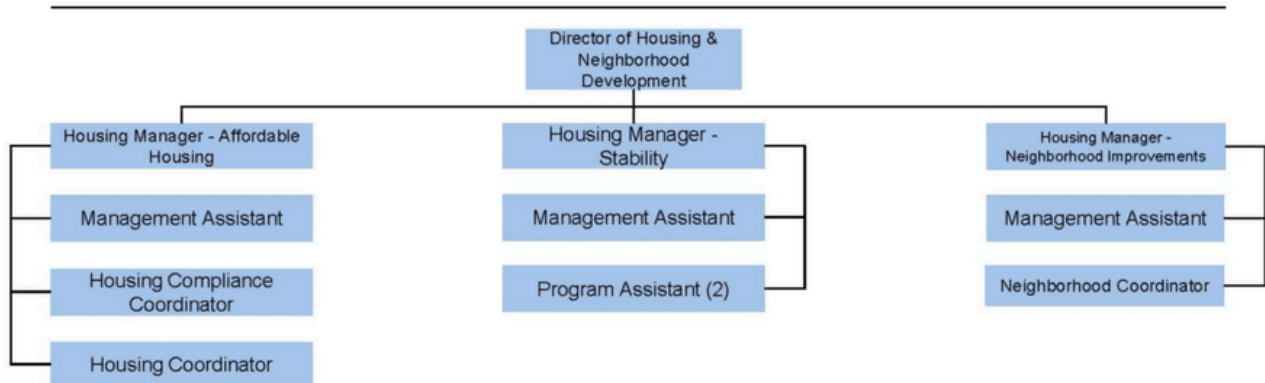 Director of Housing &
Neighborhood
Development
Housing Manager - Affordable
Housing
Housing Manager -
Stability
Housing Manager -
Neighborhood Improvements
Management Assistant
Management Assistant
Management Assistant
Housing Compliance
Coordinator
Program Assistant (2)
Neighborhood Coordinator
Housing Coordinator